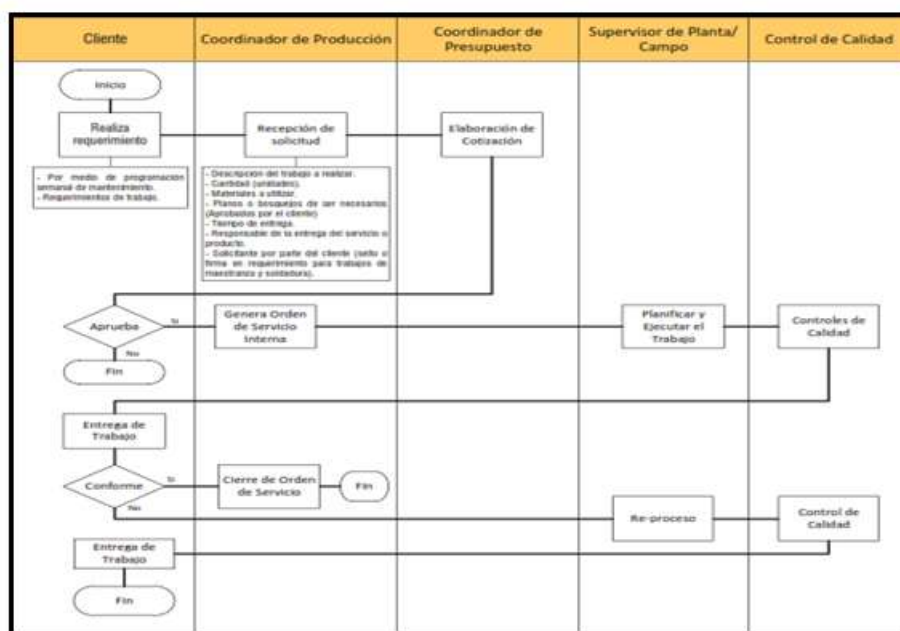 Cliente
Coordinador de Producción
Coordinador de
Presupuesto
Supervisor de Planta/
Campo
Control de Calidad
Inicio
Realiza
requerimiento
Recepción de
solicitud
Elaboración de
Cotización
- Por medio de programación
semanal de mantenimiento.
- Requerimientos de trabajo.
- Descripción del trabajo a realizar.
- Cantidad (unidades).
- Materiales a utilizar.
- Planos o bosquejos de ser necesarios.
(Aprobados por el cliente)
- Tiempo de entrega.
- Responsable de la entrega del servicio o
producto.
- Solicitante por parte del cliente (sello o
firma en requerimiento para trabajos de
maestranza y soldadura).
Aprueba
Si
No
Fin
Genera Orden
de Servicio
Interna
Planificar y
Ejecutar el
Trabajo
Controles de
Calidad
Entrega de
Trabajo
Conforme
Si
No
Cierre de Orden
de Servicio
Fin
Re-proceso
Control de
Calidad
Entrega de
Trabajo
Fin